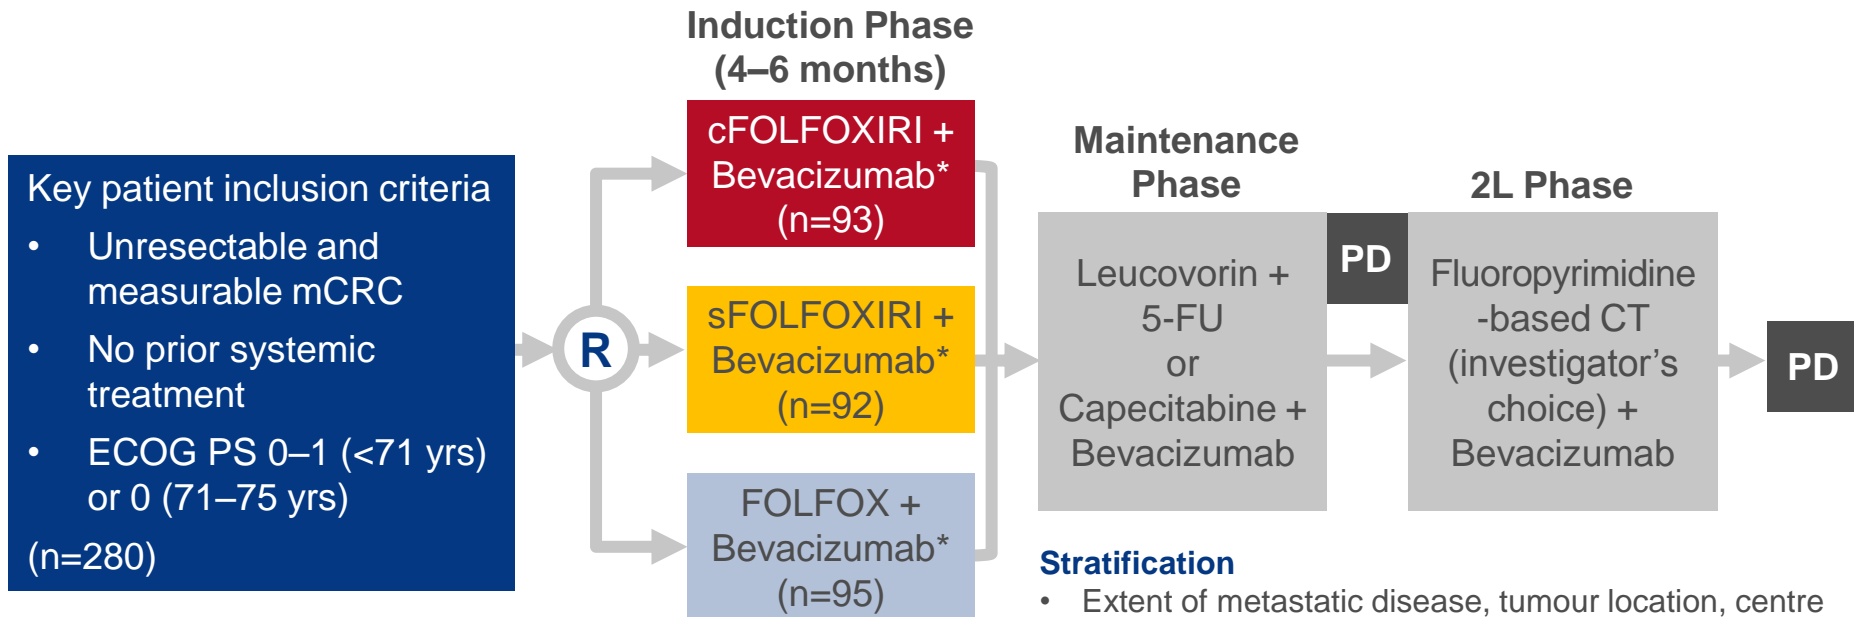 Induction Phase
(4–6 months)
Key patient inclusion criteria
• Unresectable and
measurable mCRC
• No prior systemic
treatment
• ECOG PS 0–1 (<71 yrs)
or 0 (71–75 yrs)
(n=280)
R
cFOLFOXIRI +
Bevacizumab*
(n=93)
sFOLFOXIRI +
Bevacizumab*
(n=92)
FOLFOX +
Bevacizumab*
(n=95)
Maintenance
Phase
Leucovorin +
5-FU
or
Capecitabine +
Bevacizumab
PD
2L Phase
Fluoropyrimidine
-based CT
(investigator’s
choice) +
Bevacizumab
PD
Stratification
• Extent of metastatic disease, tumour location, centre